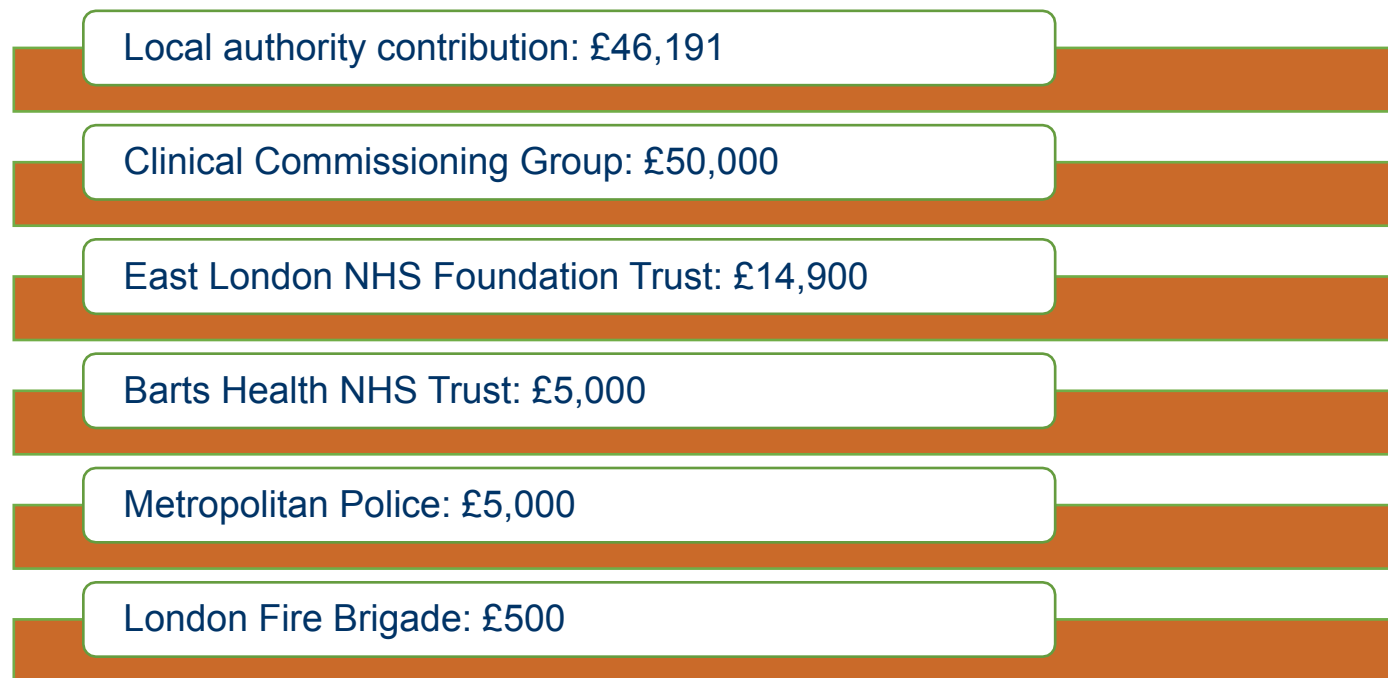 Local authority contribution: £46,191
Clinical Commissioning Group: £50,000
East London NHS Foundation Trust: £14,900
Barts Health NHS Trust: £5,000
Metropolitan Police: £5,000
London Fire Brigade: £500